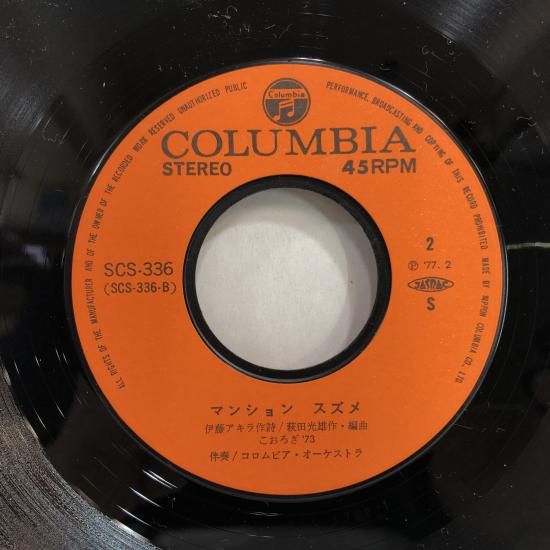 ALL RIGHTS OF THE MANUFACTURER AND OF THE OWNER OF THE RECORDED WORK RESERVED UNAUTHORIZED PUBLIC PERFORMANCE, BROADCASTING AND COPYING OF THIS RECORD PROHIBITED MADE BY NIPPON COLUMBIA CO., LTD.
Columbia
COLUMBIA
STEREO 45RPM
SCS-336
(SCS-336-B)
2
Ⓟ '77. 2
JASRAC
S
マンション スズメ
伊藤アキラ作詩/萩田光雄作・編曲
こおろぎ'73
伴奏/コロムビア・オーケストラ